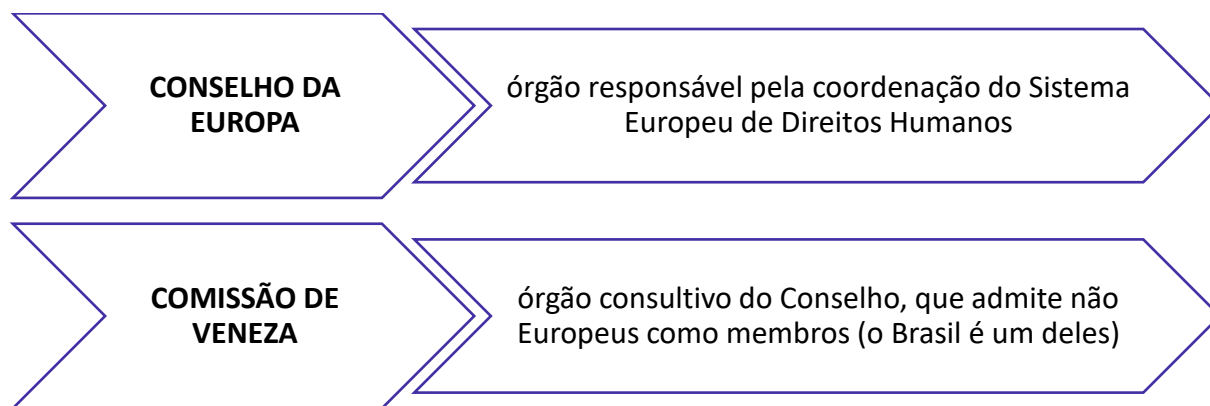 CONSELHO DA
EUROPA
órgão responsável pela coordenação do Sistema
Europeu de Direitos Humanos
COMISSÃO DE
VENEZA
órgão consultivo do Conselho, que admite não
Europeus como membros (o Brasil é um deles)